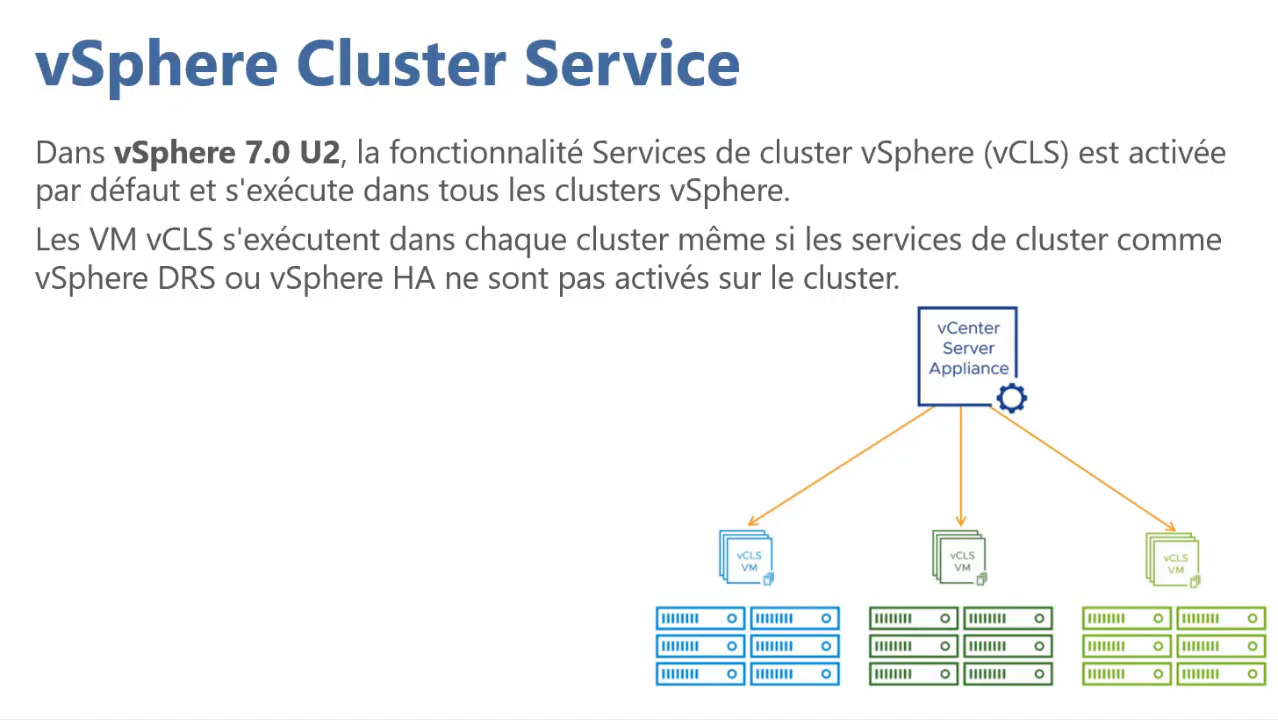 vSphere Cluster Service
Dans vSphere 7.0 U2, la fonctionnalité Services de cluster vSphere (vCLS) est activée
par défaut et s'exécute dans tous les clusters vSphere.
Les VM vCLS s'exécutent dans chaque cluster même si les services de cluster comme
vSphere DRS ou vSphere HA ne sont pas activés sur le cluster.
vCenter
Server
Appliance
vCLS
VM
vCLS
VM
vCLS
VM